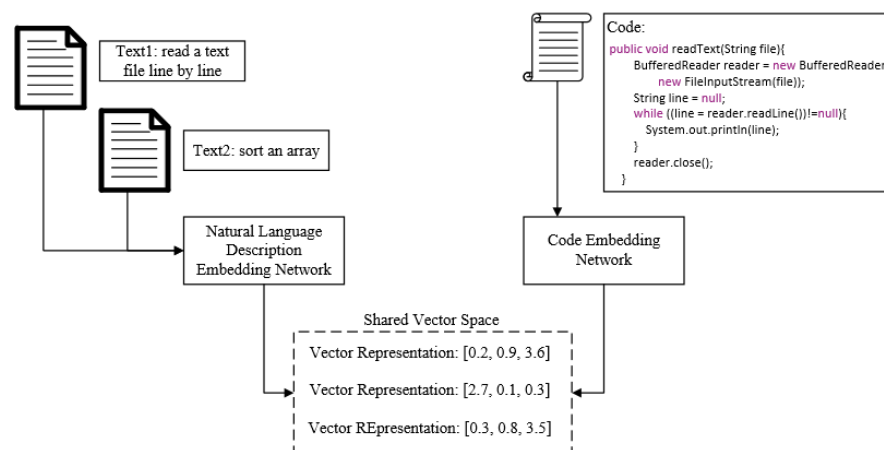 Text1: read a text
file line by line
Text2: sort an array
Code:
public void readText(String file){
BufferedReader reader = new BufferedReader
new FileInputStream(file));
String line = null;
while ((line = reader.readLine())!=null){
System.out.println(line);
}
reader.close();
}
Natural Language
Description
Embedding Network
Code Embedding
Network
Shared Vector Space
Vector Representation: [0.2, 0.9, 3.6]
Vector Representation: [2.7, 0.1, 0.3]
Vector REpresentation: [0.3, 0.8, 3.5]